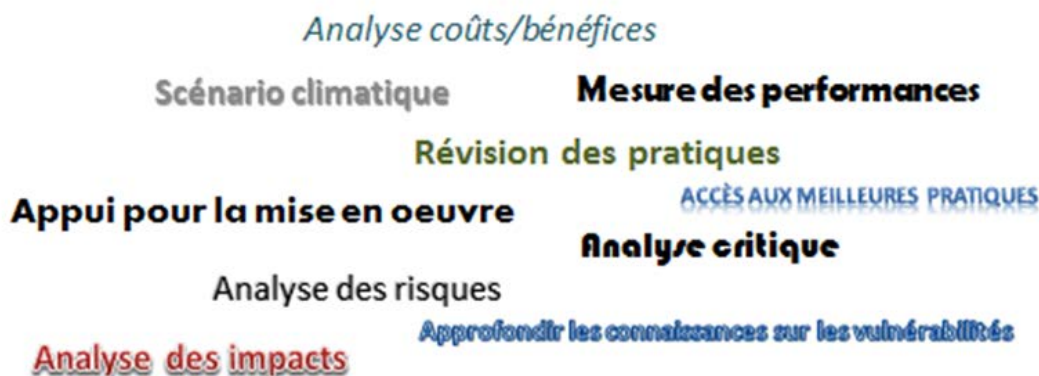 Analyse coûts/bénéfices
Scénario climatique
Mesure des performances
Révision des pratiques
ACCÈS AUX MEILLEURES PRATIQUES
Appui pour la mise en oeuvre
Analyse critique
Analyse des risques
Approfondir les connaissances sur les vulnérabilités
Analyse des impacts